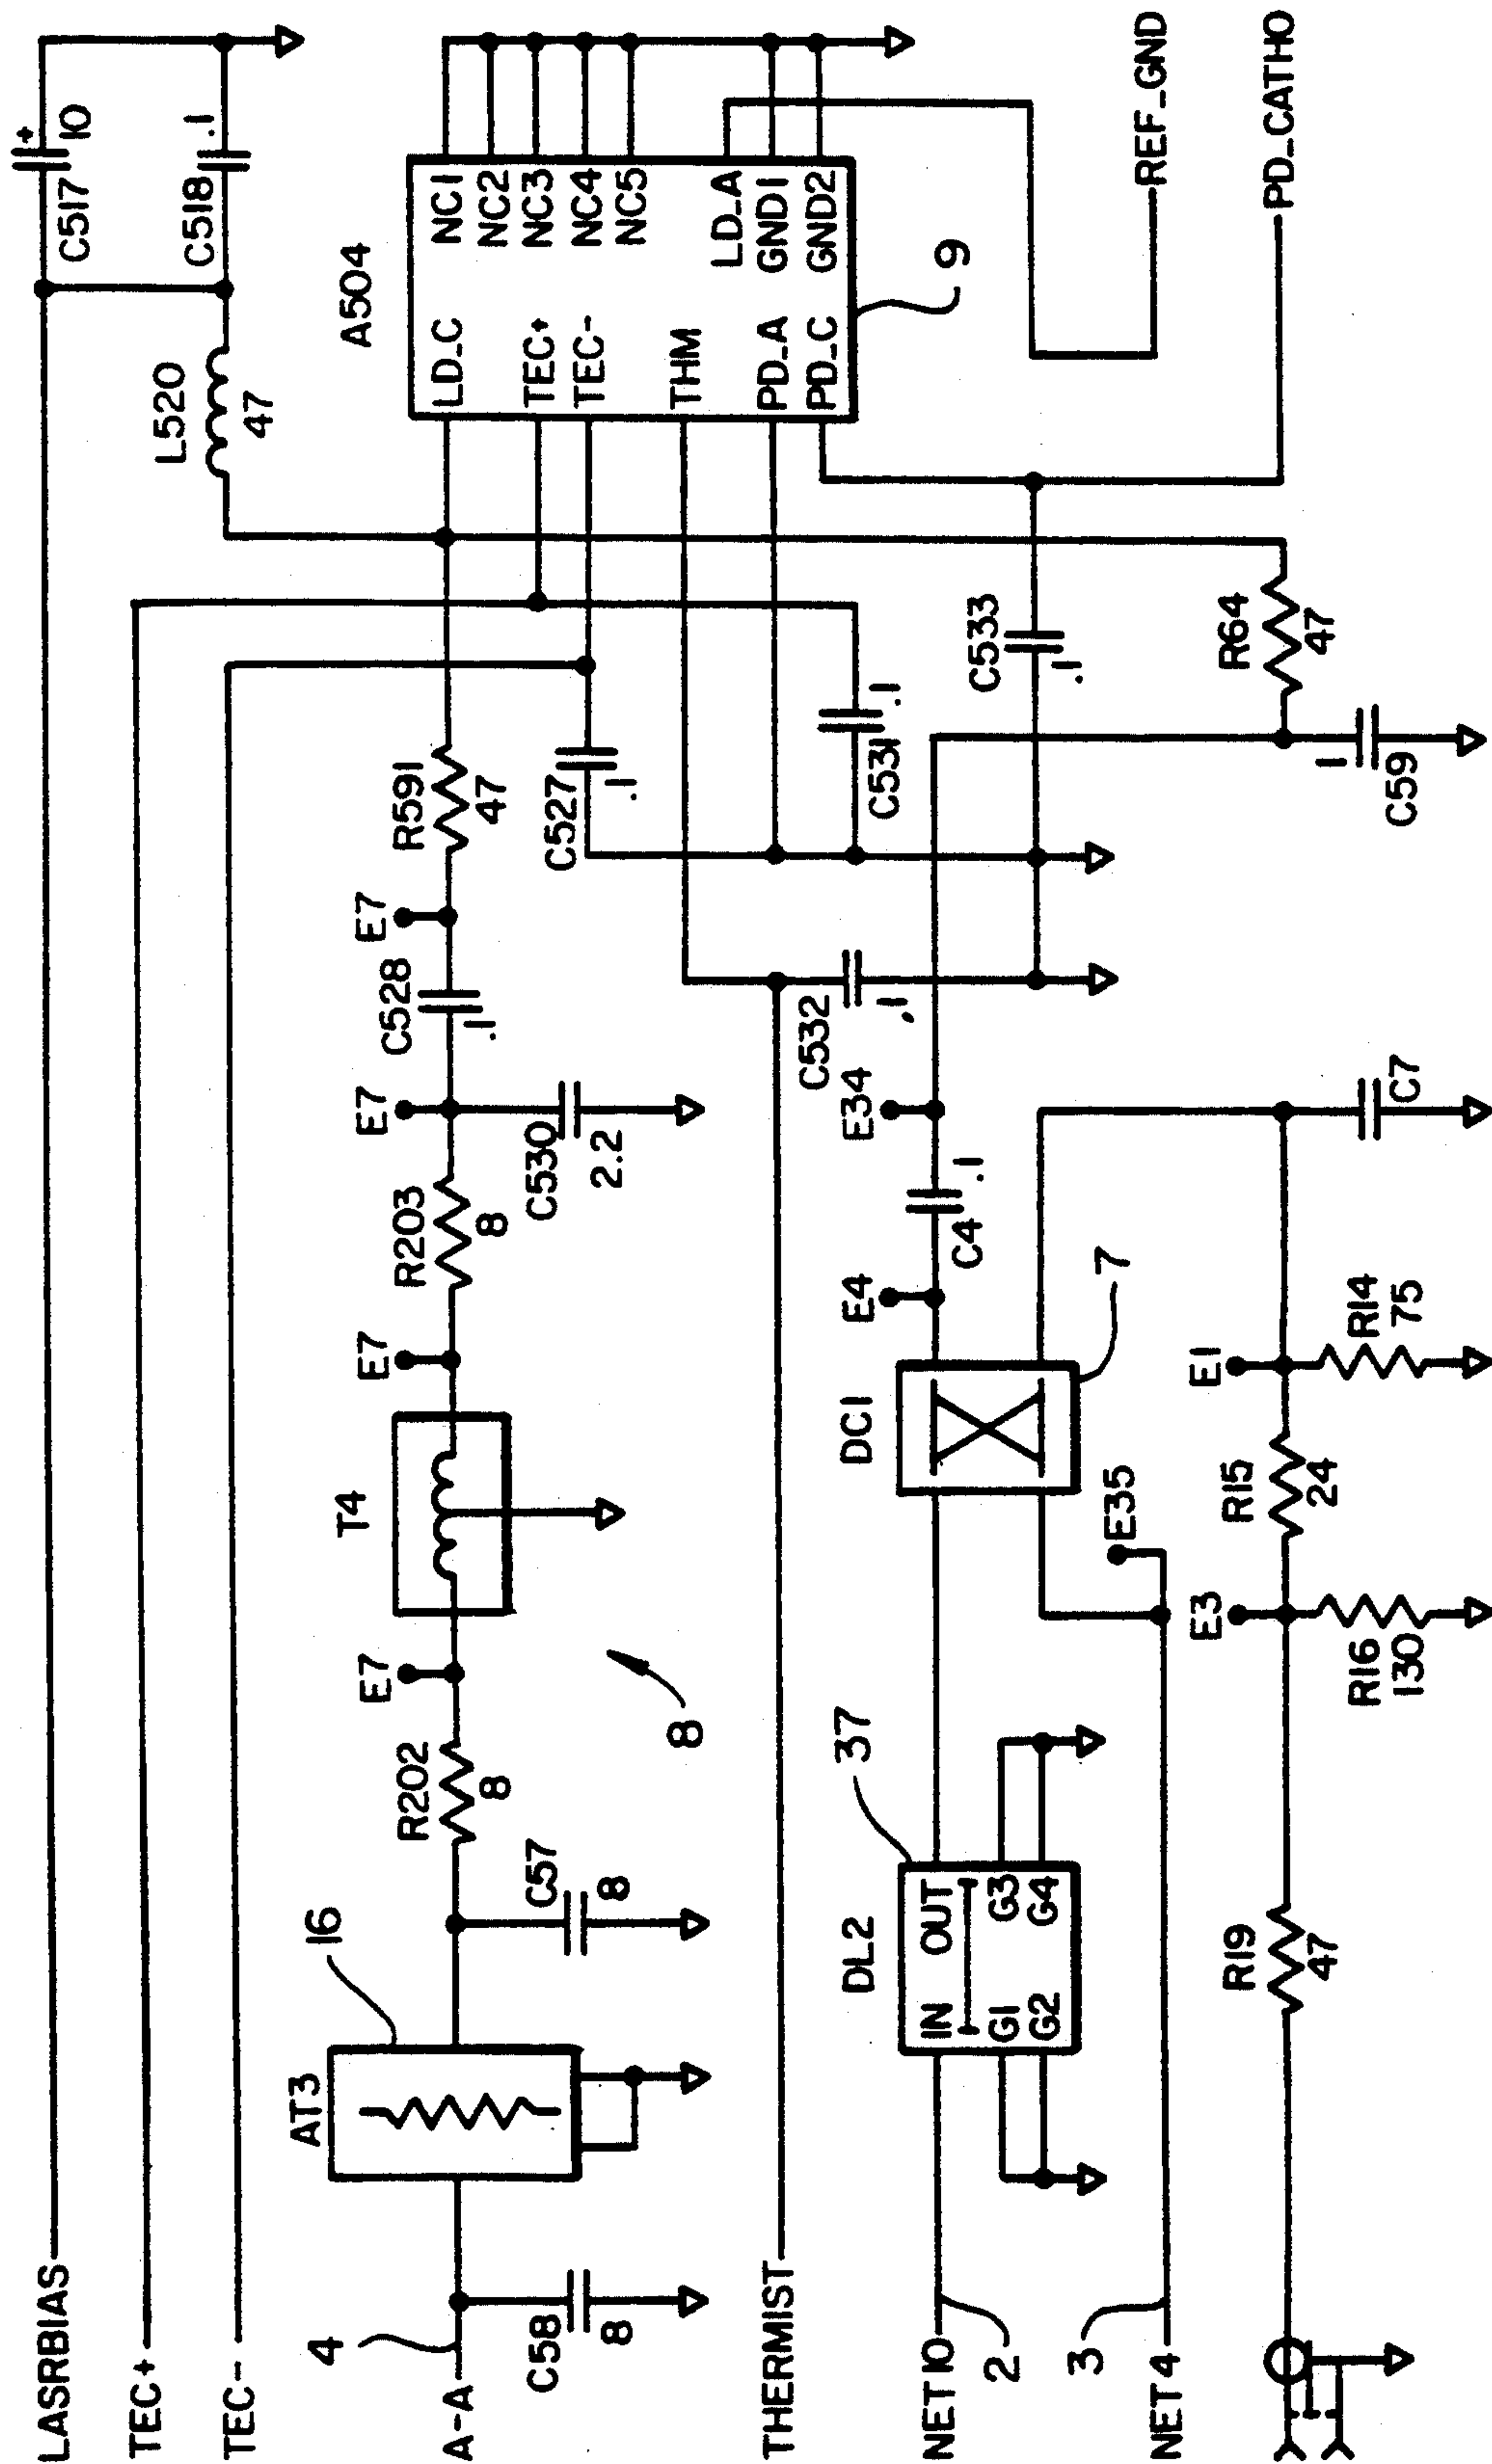 LASRBIAS
TEC+
TEC-
A-A
4
C58
8
AT3
16
C57
8
R202
8
E7
8
T4
E7
R203
8
E7
C530
2.2
C528
.1
E7
R591
47
C527
.1
L520
47
C517
+
10
C518
.1
A504
LD_C
NC1
NC2
TEC+
NC3
TEC-
NC4
NC5
THM
LD_A
PD_A
GND1
PD_C
GND2
9
REF_GND
PD_CATHO
THERMIST
C532
.1
C531
.1
C533
.1
R64
47
1
C59
NET10
2
DL2
37
IN
OUT
G1
G3
G2
G4
DC1
7
E4
C4
.1
E34
NET4
3
E35
R19
47
E3
R16
130
R15
24
E1
R14
75
C7